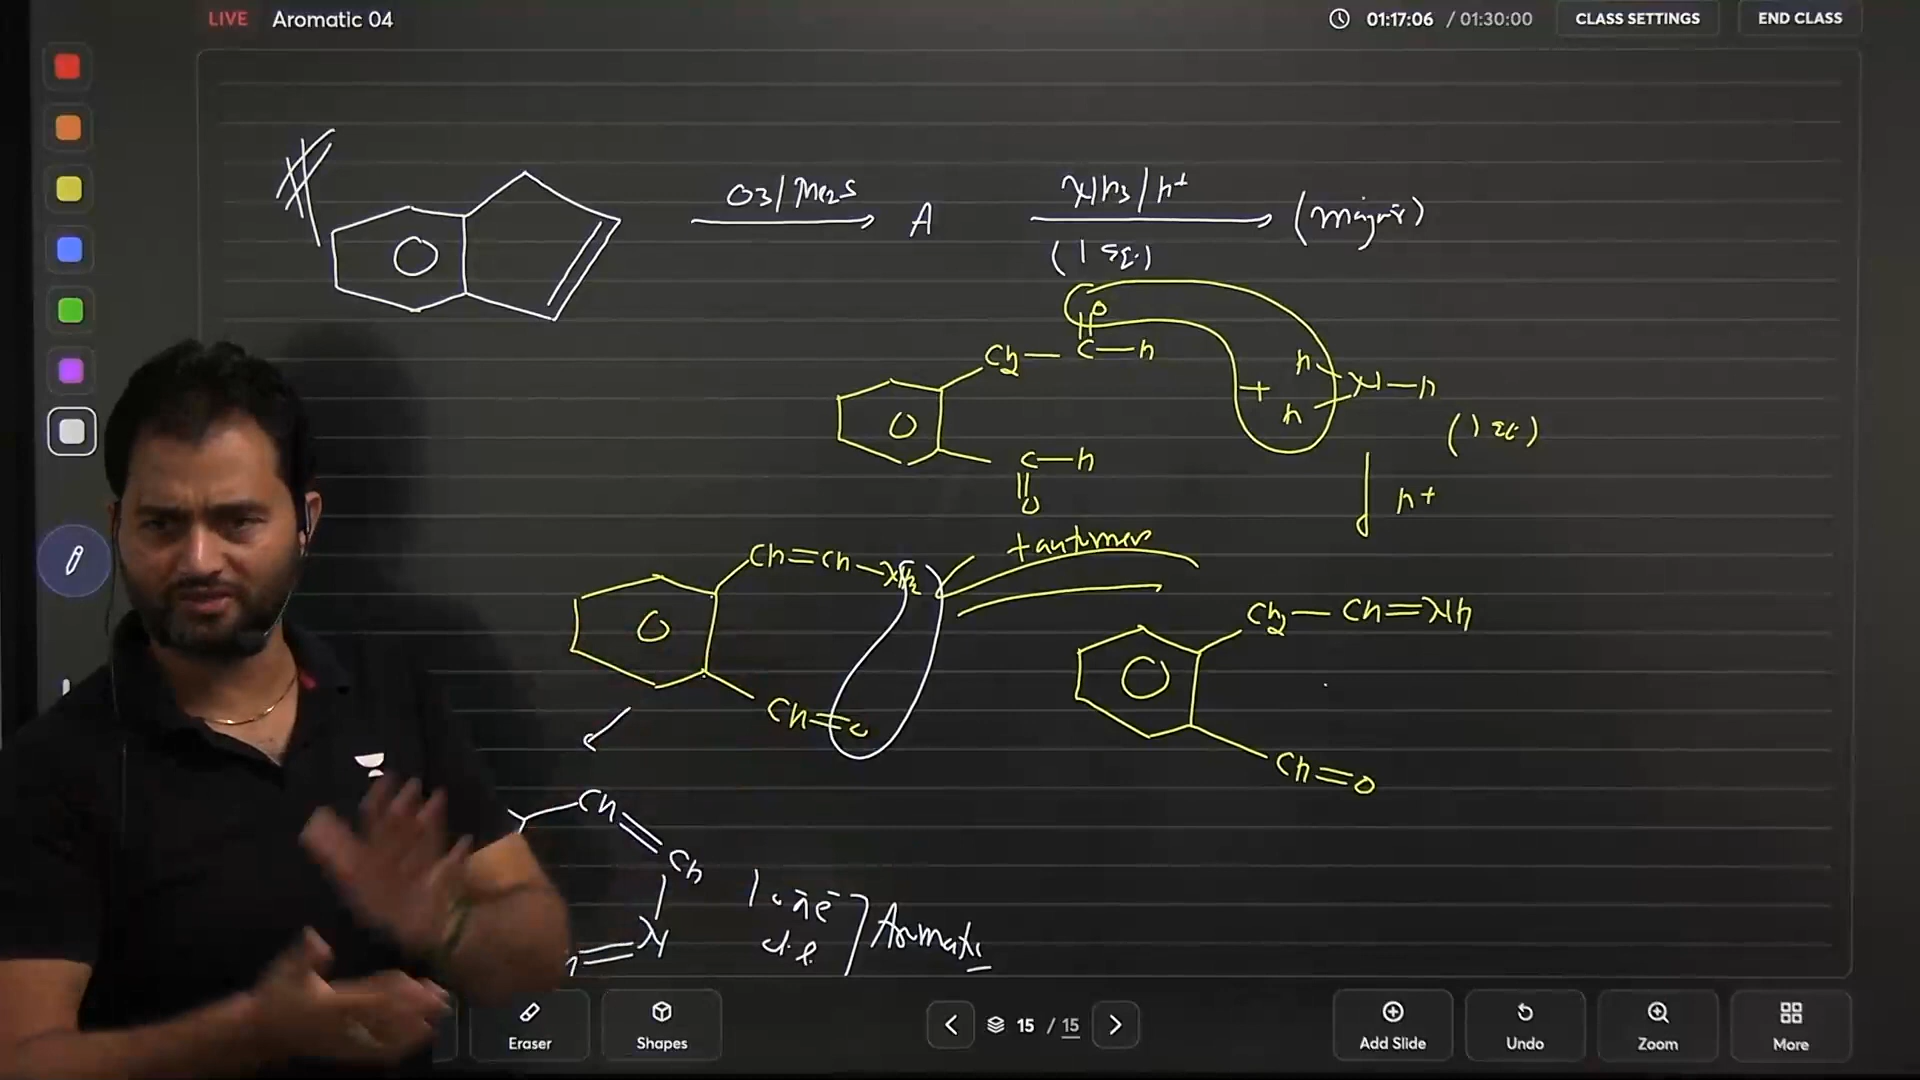 LIVE Aromatic 04
01:17:06 / 01:30:00
CLASS SETTINGS
END CLASS
O3/Me2S
A
NH3/H+
(1 eq.)
(Major)
O
CH2—C—H
+
H
N—H
H
(1 eq.)
C—H
O
H+
tautomers
CH=CH—NH2
CH=O
CH2—CH=NH
CH=O
CH
CH
N
10πe-
Aromatic
Eraser
Shapes
15 / 15
Add Slide
Undo
Zoom
More